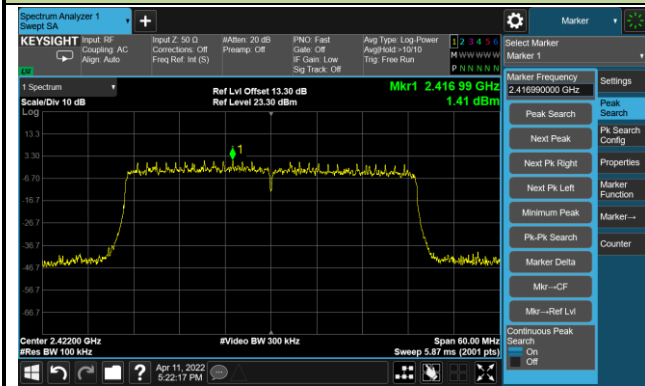 Spectrum Analyzer 1
Swept SA
Marker
KEYSIGHT
Input: RF
Coupling: AC
Align: Auto
Input Z: 50 Ω
Corrections: Off
Freq Ref: Int (S)
#Atten: 20 dB
Preamp: Off
PNO: Fast
Gate: Off
IF Gain: Low
Sig Track: Off
Avg Type: Log-Power
Avg|Hold:>10/10
Trig: Free Run
1 2 3 4 5 6
M W W W W W
P N N N N N
Select Marker
Marker 1
1 Spectrum
Scale/Div 10 dB
Log
Ref Lvl Offset 13.30 dB
Ref Level 23.30 dBm
Mkr1 2.416 99 GHz
1.41 dBm
13.3
3.30
-6.70
-16.7
-26.7
-36.7
-46.7
-56.7
-66.7
1
Center 2.42200 GHz
#Res BW 100 kHz
#Video BW 300 kHz
Span 60.00 MHz
Sweep 5.87 ms (2001 pts)
Marker Frequency
2.416990000 GHz
Peak Search
Next Peak
Next Pk Right
Next Pk Left
Minimum Peak
Pk-Pk Search
Marker Delta
Mkr→CF
Mkr→Ref Lvl
Continuous Peak
Search
On
Off
Settings
Peak
Search
Pk Search
Config
Properties
Marker
Function
Marker→
Counter
Apr 11, 2022
5:22:17 PM